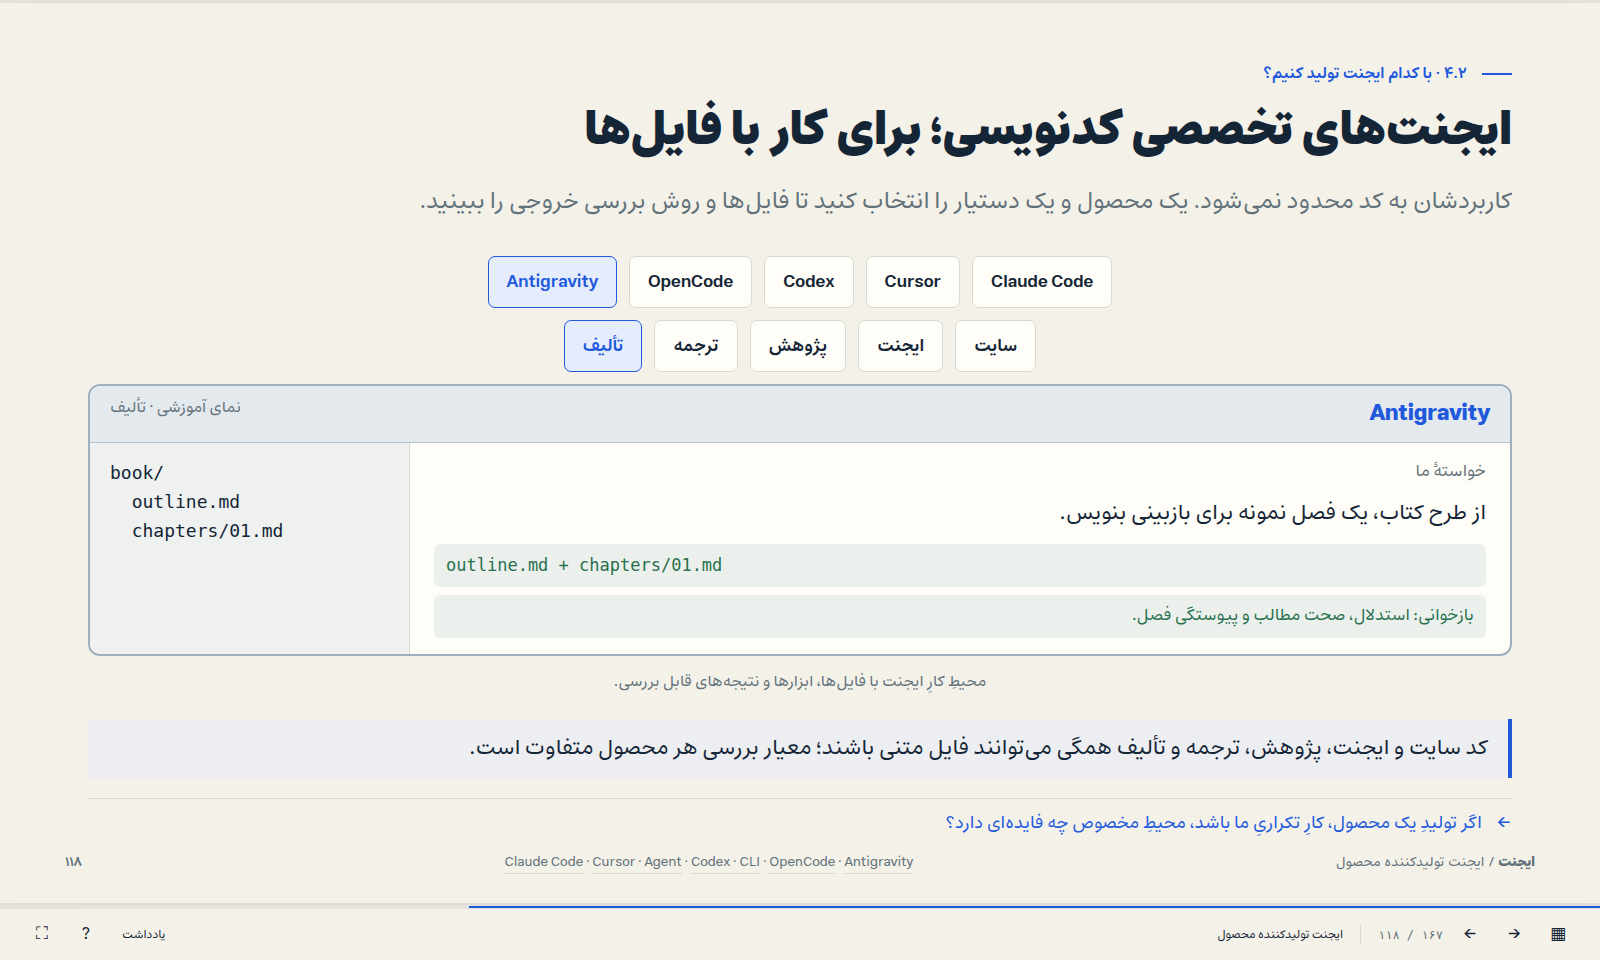 ۴.۲ · با کدام ایجنت تولید کنیم؟
ایجنت‌های تخصصی کدنویسی؛ برای کار با فایل‌ها
کاربردشان به کد محدود نمی‌شود. یک محصول و یک دستیار را انتخاب کنید تا فایل‌ها و روش بررسی خروجی را ببینید.
Claude Code
Cursor
Codex
OpenCode
Antigravity
سایت
ایجنت
پژوهش
ترجمه
تألیف
Antigravity
نمای آموزشی · تألیف
خواستهٔ ما
از طرح کتاب، یک فصل نمونه برای بازبینی بنویس.
outline.md + chapters/01.md
بازخوانی: استدلال، صحت مطالب و پیوستگی فصل.
book/
outline.md
chapters/01.md
محیطِ کارِ ایجنت با فایل‌ها، ابزارها و نتیجه‌های قابل بررسی.
کد سایت و ایجنت، پژوهش، ترجمه و تألیف همگی می‌توانند فایل متنی باشند؛ معیار بررسی هر محصول متفاوت است.
← اگر تولیدِ یک محصول، کارِ تکراریِ ما باشد، محیطِ مخصوص چه فایده‌ای دارد؟
ایجنت / ایجنت تولیدکننده محصول
Claude Code · Cursor · Agent · Codex · CLI · OpenCode · Antigravity
۱۱۸
۱۱۸ / ۱۶۷
ایجنت تولیدکننده محصول
یادداشت
?